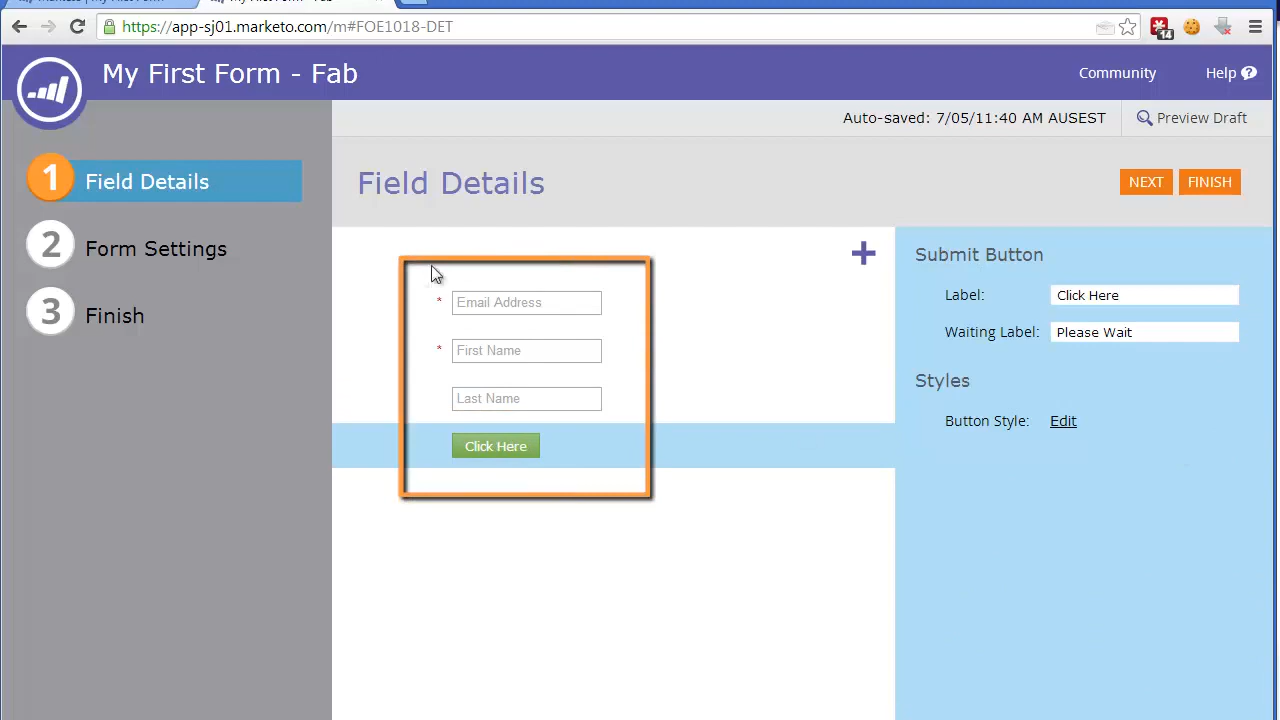 https://app-sj01.marketo.com/m#FOE1018-DET
14
My First Form - Fab
Community
Help ?
Auto-saved: 7/05/11:40 AM AUSEST
Preview Draft
1 Field Details
Field Details
NEXT
FINISH
2 Form Settings
3 Finish
* Email Address
* First Name
Last Name
Click Here
Submit Button
Label: Click Here
Waiting Label: Please Wait
Styles
Button Style: Edit